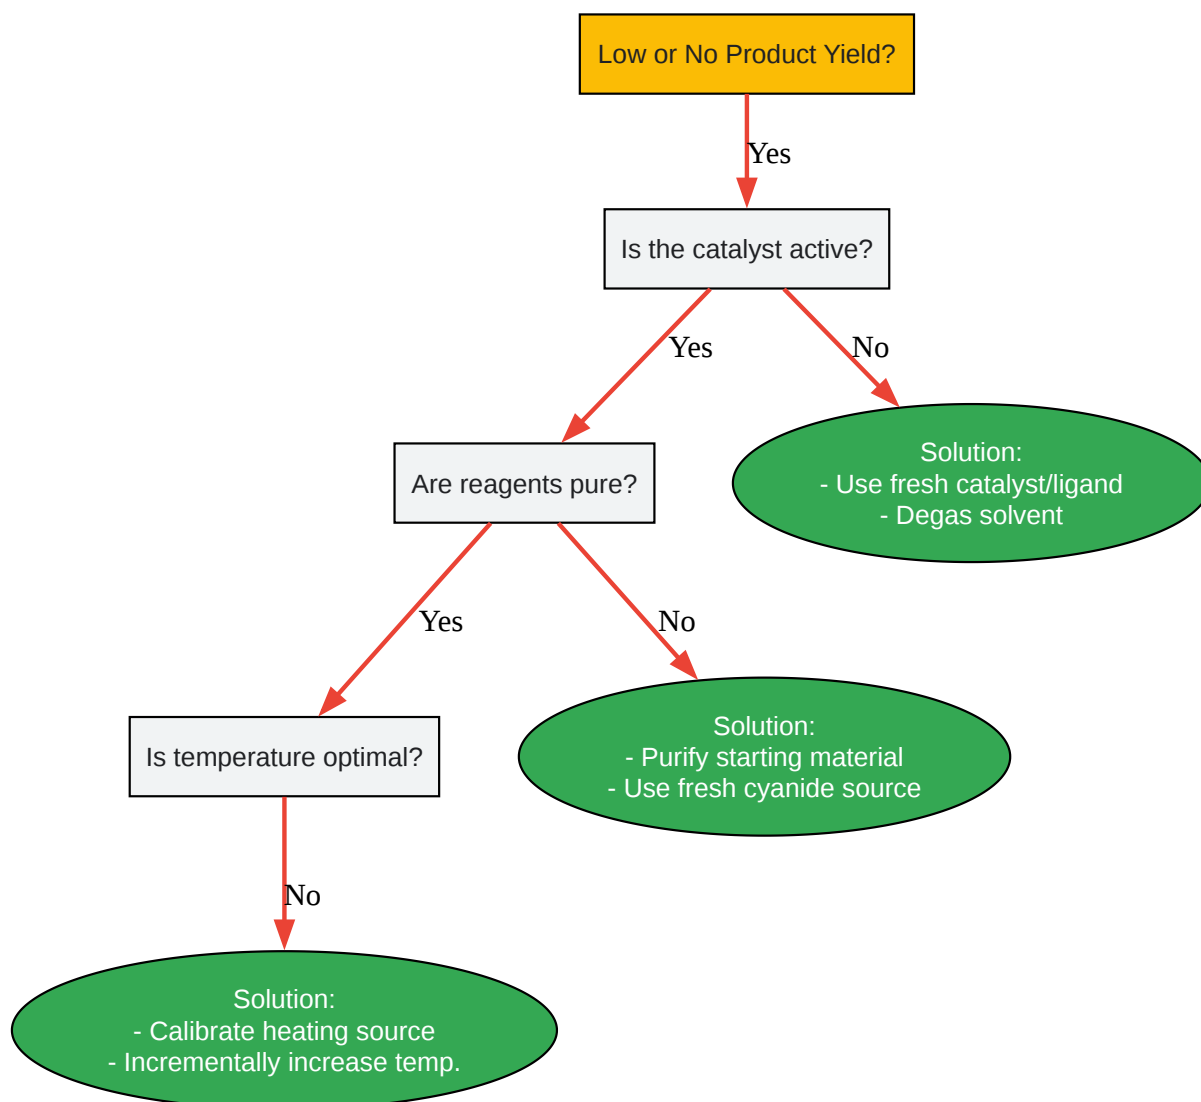 Low or No Product Yield?
Yes
Is the catalyst active?
Yes
No
Solution:
- Use fresh catalyst/ligand
- Degas solvent
Are reagents pure?
Yes
No
Solution:
- Purify starting material
- Use fresh cyanide source
Is temperature optimal?
No
Solution:
- Calibrate heating source
- Incrementally increase temp.